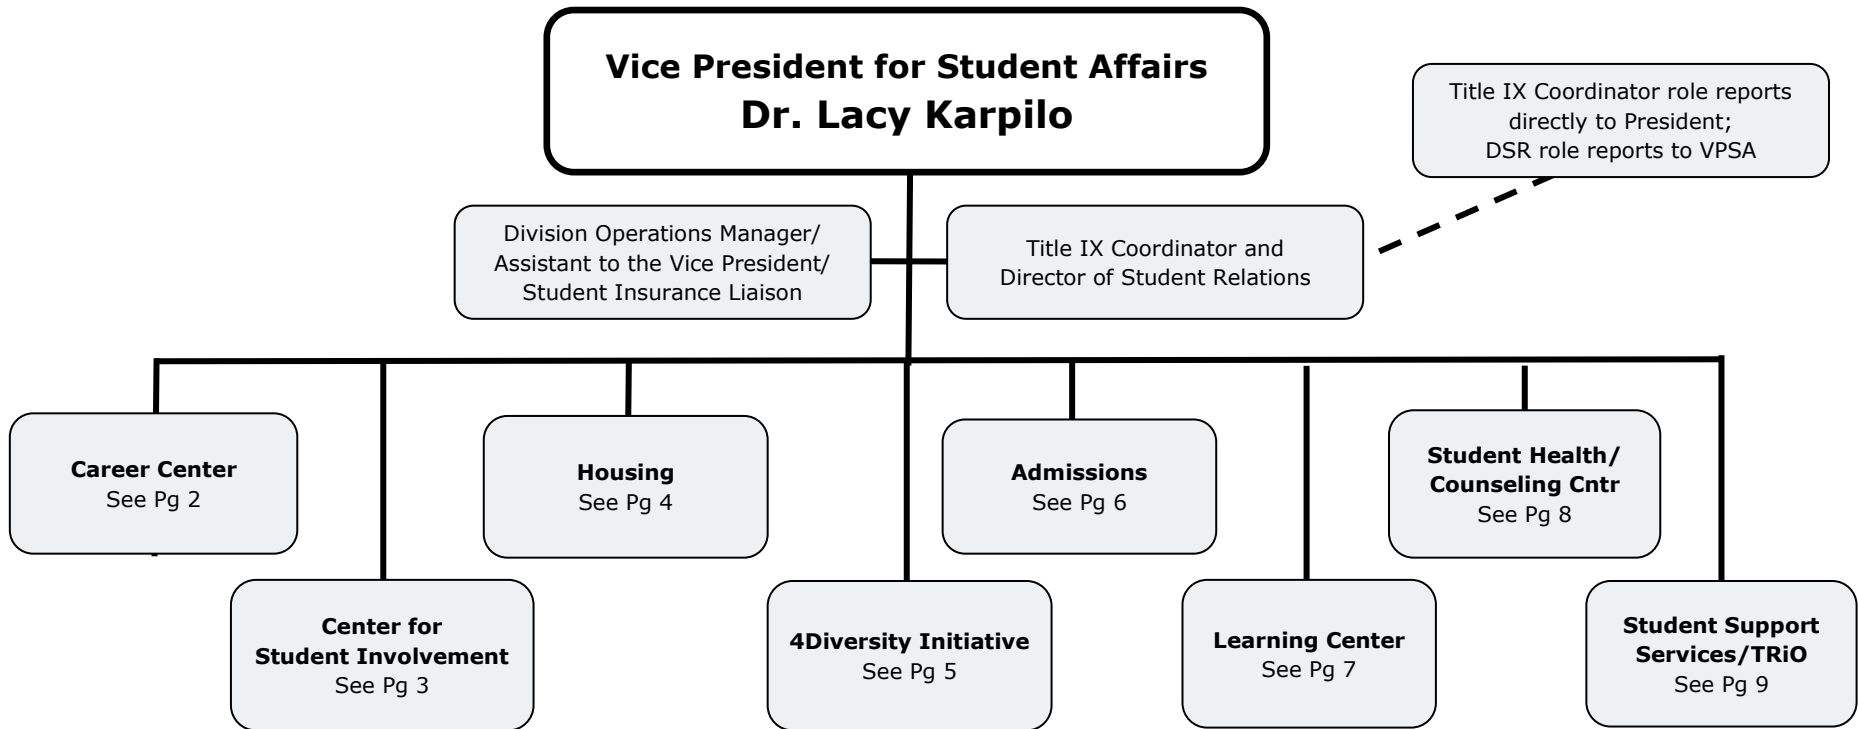 Vice President for Student Affairs
Dr. Lacy Karpilo
Title IX Coordinator role reports
directly to President;
DSR role reports to VPSA
Division Operations Manager/
Assistant to the Vice President/
Student Insurance Liaison
Title IX Coordinator and
Director of Student Relations
Career Center
See Pg 2
Center for
Student Involvement
See Pg 3
Housing
See Pg 4
4Diversity Initiative
See Pg 5
Admissions
See Pg 6
Learning Center
See Pg 7
Student Health/
Counseling Cntr
See Pg 8
Student Support
Services/TRiO
See Pg 9